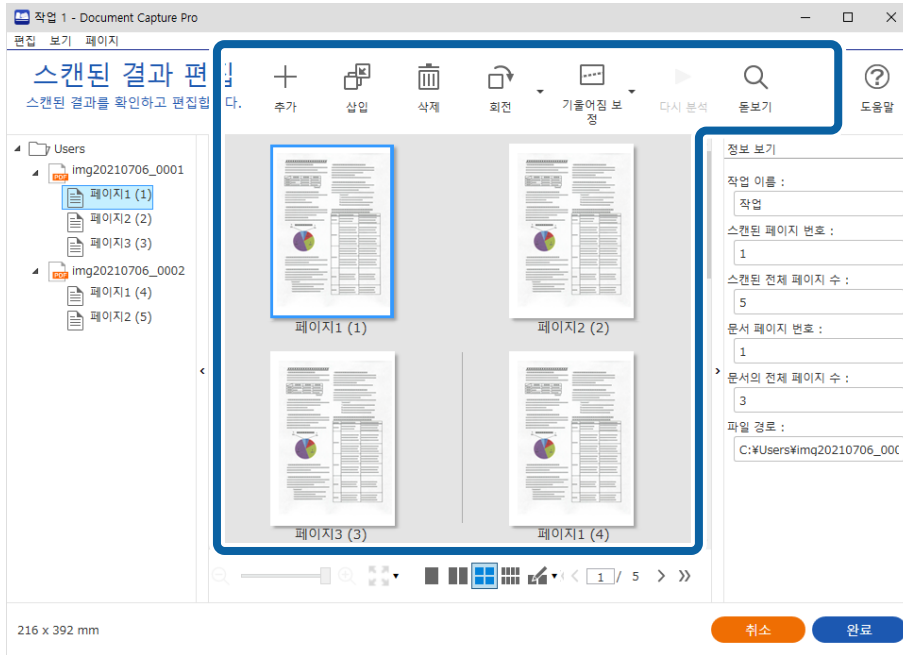 작업 1 - Document Capture Pro
편집 보기 페이지
스캔된 결과 편집
스캔된 결과를 확인하고 편집합니다.
추가
삽입
삭제
회전
기울어짐 보
정
다시 분석
돋보기
도움말
Users
img20210706_0001
페이지1 (1)
페이지2 (2)
페이지3 (3)
img20210706_0002
페이지1 (4)
페이지2 (5)
페이지1 (1)
페이지2 (2)
페이지3 (3)
페이지1 (4)
정보 보기
작업 이름 :
작업
스캔된 페이지 번호 :
1
스캔된 전체 페이지 수 :
5
문서 페이지 번호 :
1
문서의 전체 페이지 수 :
3
파일 경로 :
C:¥Users¥img20210706_000
1 / 5
216 x 392 mm
취소
완료